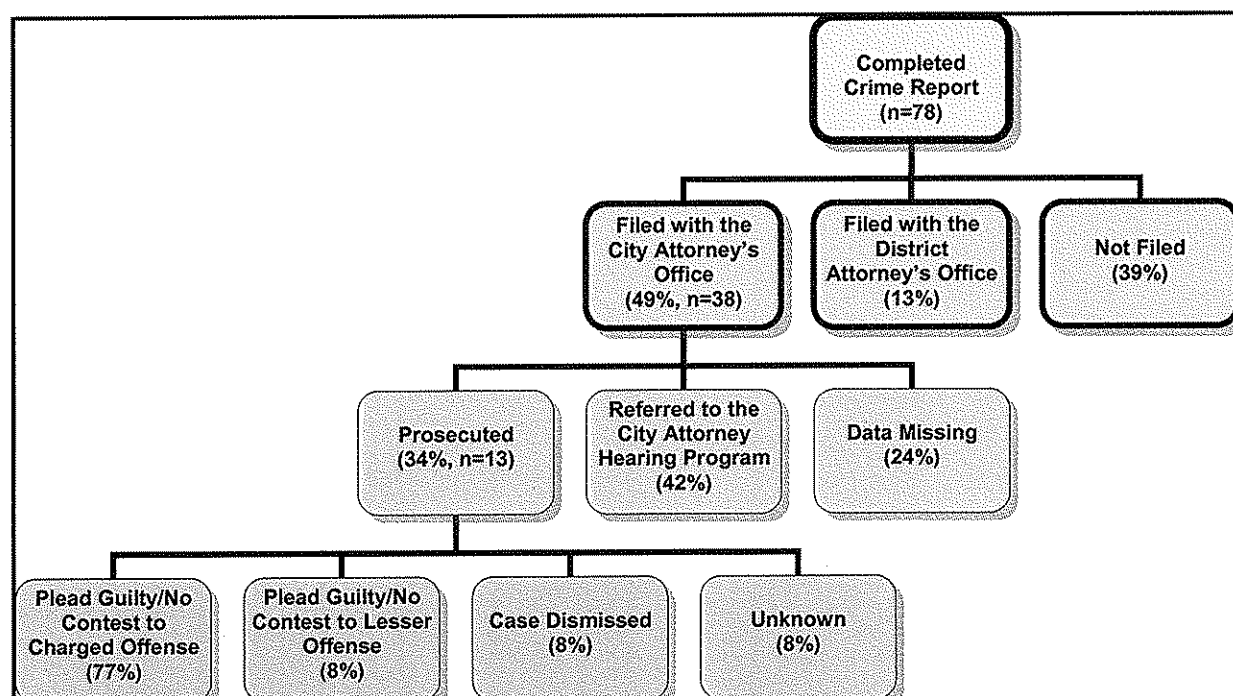 Completed
Crime Report
(n=78)
Filed with the
City Attorney's
Office
(49%, n=38)
Filed with the
District
Attorney's Office
(13%)
Not Filed
(39%)
Prosecuted
(34%, n=13)
Referred to the
City Attorney
Hearing Program
(42%)
Data Missing
(24%)
Plead Guilty/No
Contest to
Charged Offense
(77%)
Plead Guilty/No
Contest to Lesser
Offense
(8%)
Case Dismissed
(8%)
Unknown
(8%)